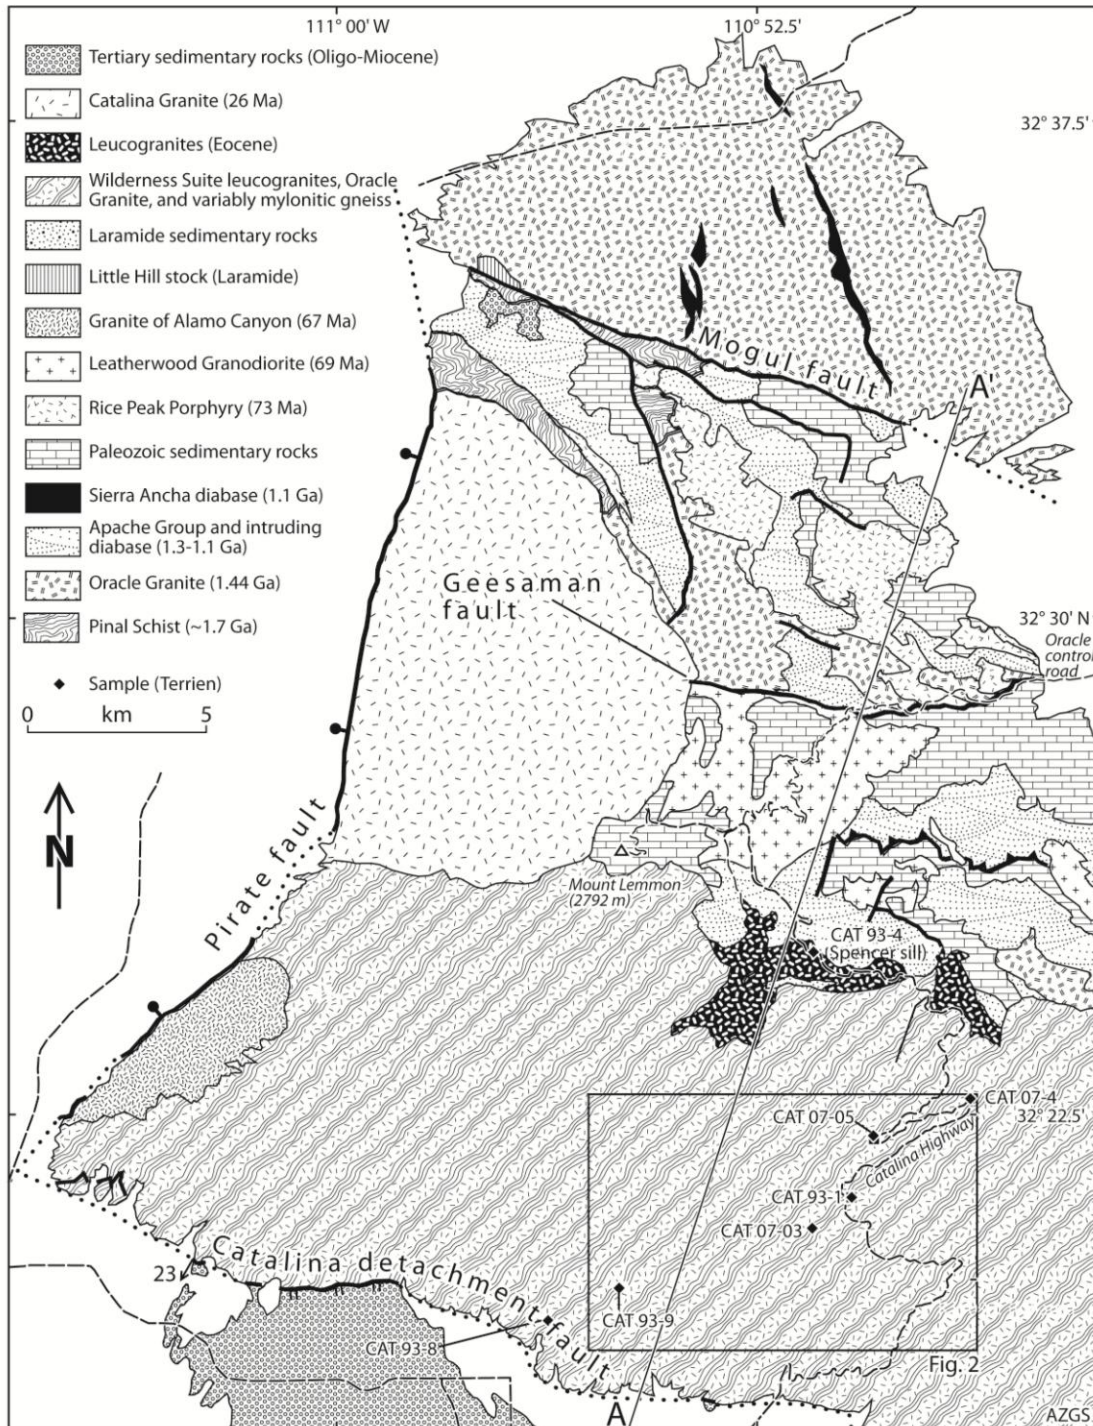 111° 00' W
110° 52.5'
Tertiary sedimentary rocks (Oligo-Miocene)
Catalina Granite (26 Ma)
32° 37.5'
Leucogranites (Eocene)
Wilderness Suite leucogranites, Oracle
Granite, and variably mylonitic gneiss
Laramide sedimentary rocks
Little Hill stock (Laramide)
Granite of Alamo Canyon (67 Ma)
Leatherwood Granodiorite (69 Ma)
Rice Peak Porphyry (73 Ma)
Paleozoic sedimentary rocks
Sierra Ancha diabase (1.1 Ga)
Apache Group and intruding
diabase (1.3-1.1 Ga)
Oracle Granite (1.44 Ga)
Pinal Schist (~1.7 Ga)
Sample (Terrien)
0 km 5
N
Mogul fault
A'
Geesaman
fault
32° 30' N
Oracle
control
road
Pirate fault
Mount Lemmon
(2792 m)
CAT 93-4
(Spencer sill)
CAT 07-4
32° 22.5'
CAT 07-05
Catalina Highway
CAT 93-1
CAT 07-03
Catalina detachment fault
23
CAT 93-9
CAT 93-8
Fig. 2
A
AZGS